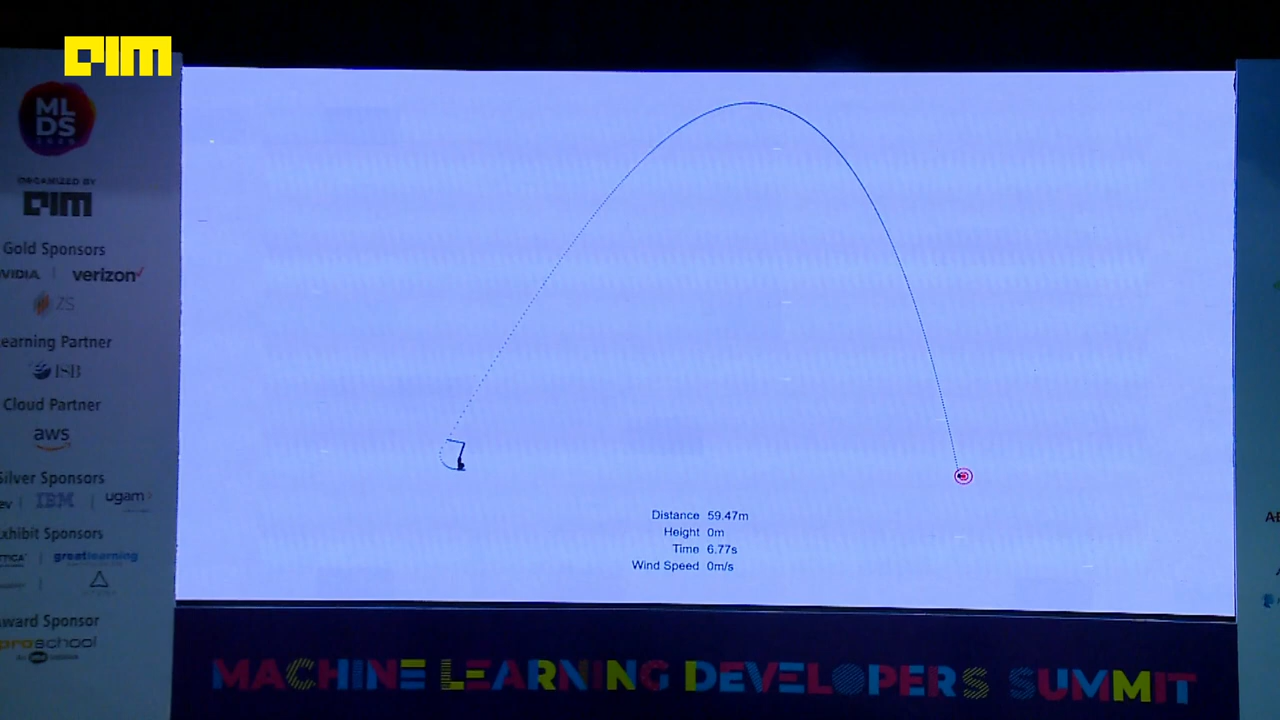 AIM
ML
DS
ORGANIZED BY
AIM
Gold Sponsors
verizon
ZS
earning Partner
ISB
Cloud Partner
aws
Silver Sponsors
IBM ugam
xhibit Sponsors
greatlearning
Award Sponsor
proschool
Distance 59.47m
Height 0m
Time 6.77s
Wind Speed 0m/s
MACHINE LEARNING DEVELOPERS SUMMIT